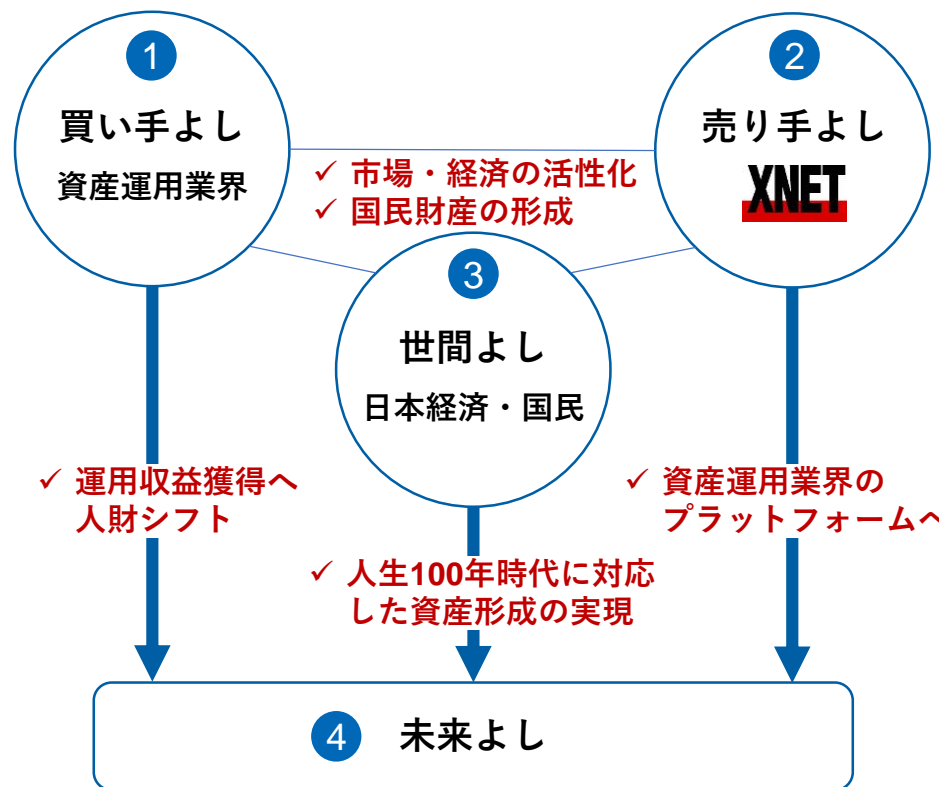 1
買い手よし
資産運用業界
2
売り手よし
XNET
✓ 市場・経済の活性化
✓ 国民財産の形成
3
世間よし
日本経済・国民
✓ 運用収益獲得へ
人財シフト
✓ 資産運用業界の
プラットフォームへ
✓ 人生100年時代に対応
した資産形成の実現
4 未来よし